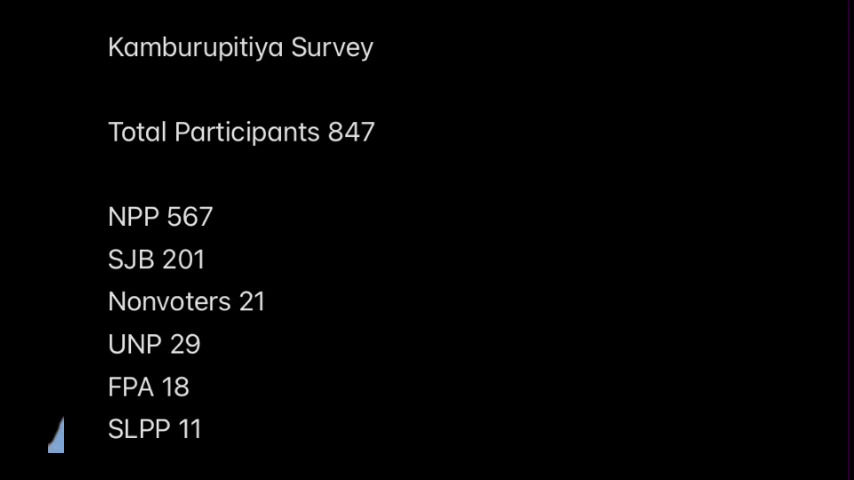 Kamburupitiya Survey
Total Participants 847
NPP 567
SJB 201
Nonvoters 21
UNP 29
FPA 18
SLPP 11